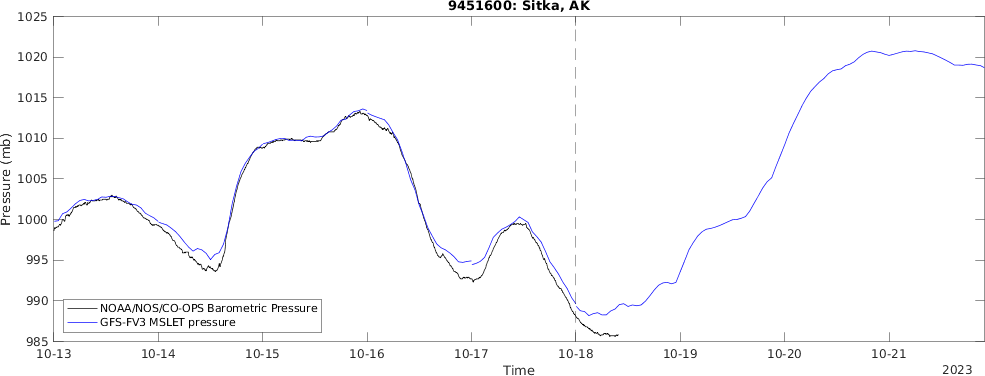 9451600: Sitka, AK
1025
1020
1015
1010
1005
1000
995
990
985
Pressure (mb)
NOAA/NOS/CO-OPS Barometric Pressure
GFS-FV3 MSLET pressure
10-13 10-14 10-15 10-16 10-17 10-18 10-19 10-20 10-21
Time
2023